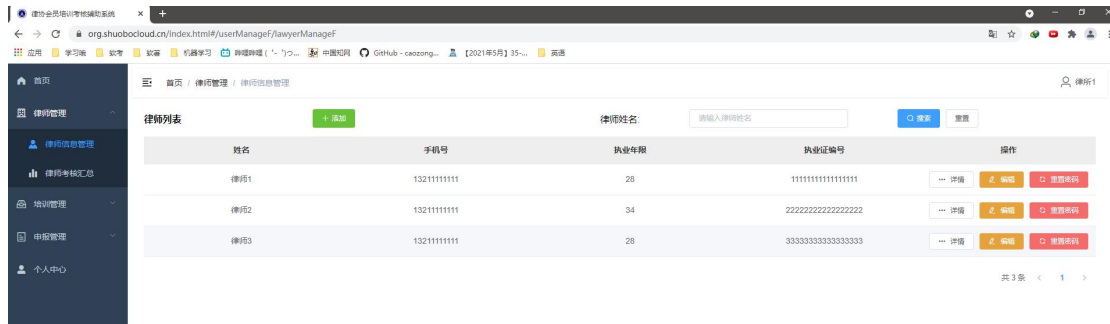 律协会员培训考核辅助系统
org.shuobocloud.cn/index.html#/userManageF/lawyerManageF
应用 学习啦 软考 软著 机器学习 哔哩哔哩 ( ゜- ゜)つ... 中国知网 GitHub - caozong... 【2021年5月】35-... 英语
首页
律师管理
律师信息管理
律师考核汇总
培训管理
申报管理
个人中心
首页 / 律师管理 / 律师信息管理
律所1
律师列表 + 添加 律师姓名: 请输入律师姓名 搜索 重置
姓名 手机号 执业年限 执业证编号 操作
律师1 13211111111 28 11111111111111111 ··· 详情 编辑 重置密码
律师2 13211111111 34 22222222222222222 ··· 详情 编辑 重置密码
律师3 13211111111 28 33333333333333333 ··· 详情 编辑 重置密码
共3条 < 1 >